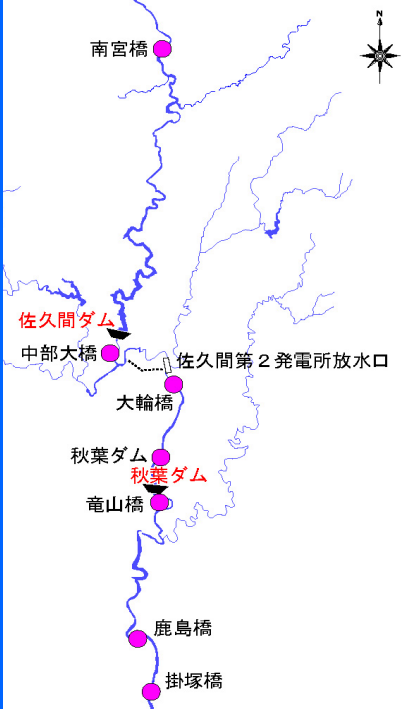 N
南宮橋
佐久間ダム
中部大橋
佐久間第２発電所放水口
大輪橋
秋葉ダム
秋葉ダム
竜山橋
鹿島橋
掛塚橋